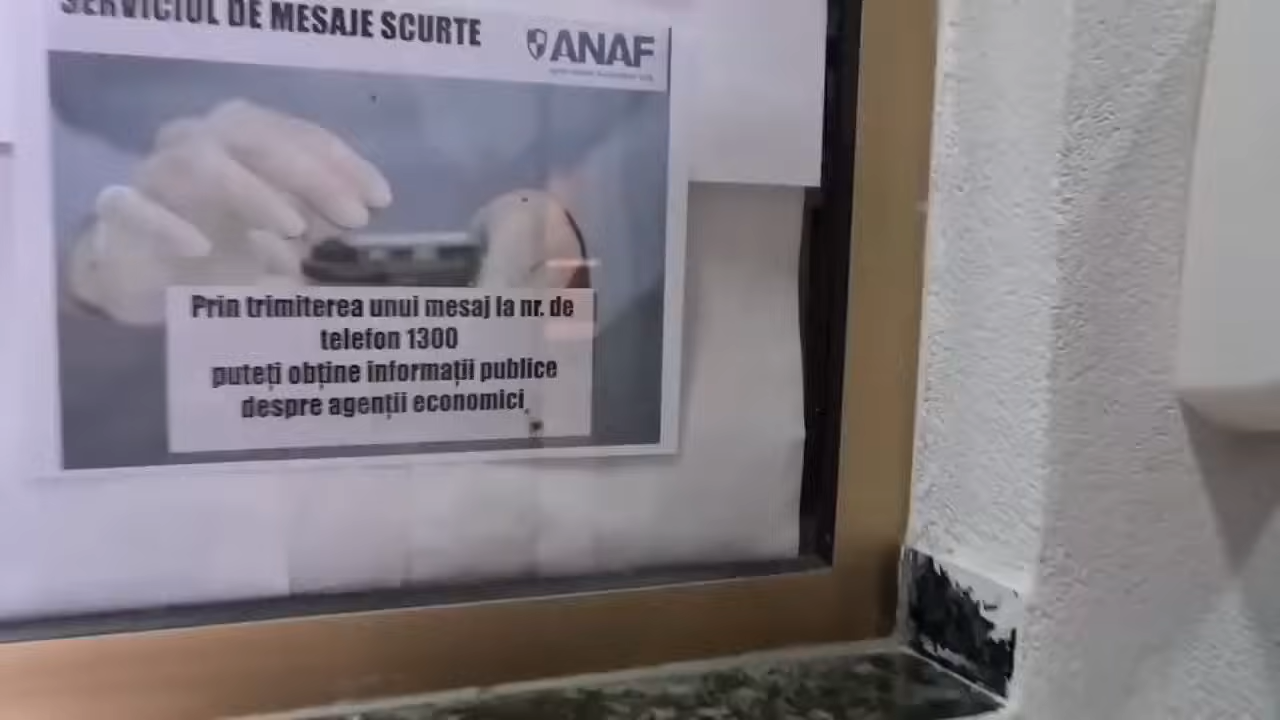 SERVICIUL DE MESAJE SCURTE
ANAF
Prin trimiterea unui mesaj la nr. de
telefon 1300
puteți obține informații publice
despre agenții economici